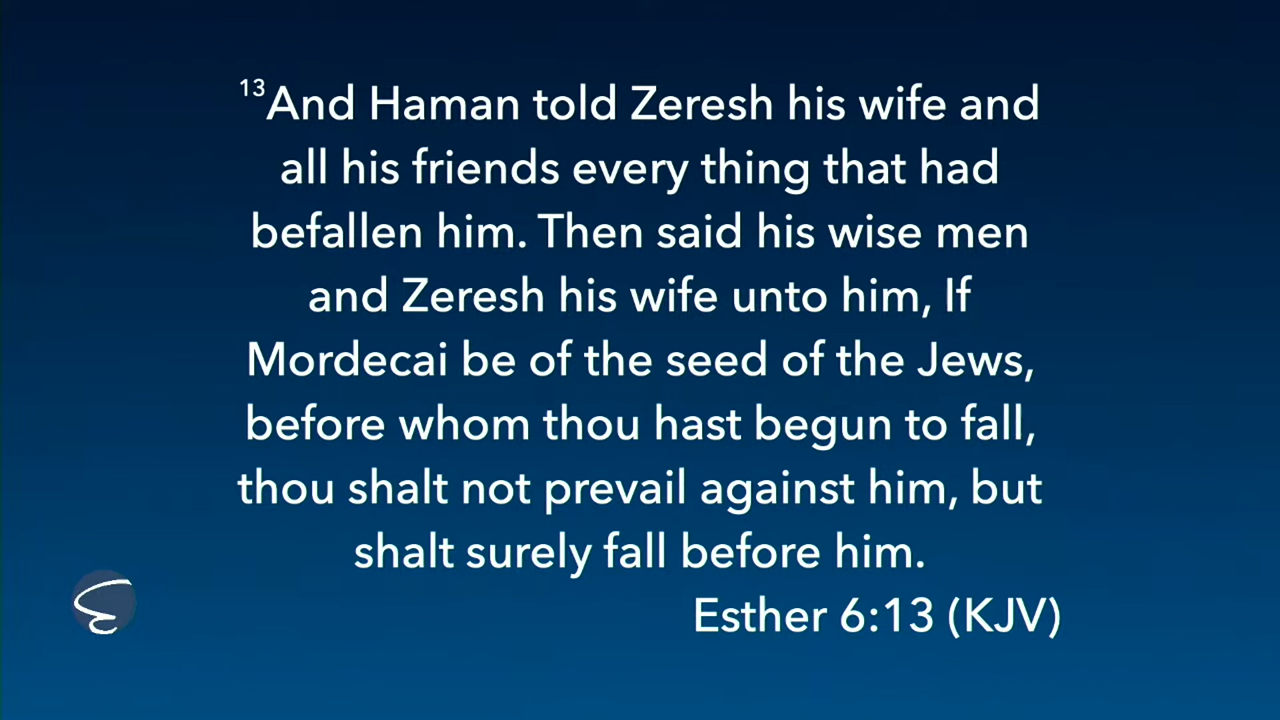 13And Haman told Zeresh his wife and
all his friends every thing that had
befallen him. Then said his wise men
and Zeresh his wife unto him, If
Mordecai be of the seed of the Jews,
before whom thou hast begun to fall,
thou shalt not prevail against him, but
shalt surely fall before him.
Esther 6:13 (KJV)